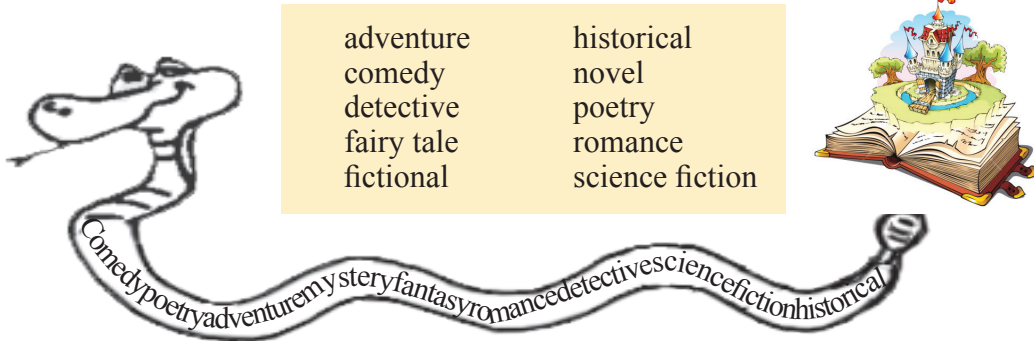 adventure historical
comedy novel
detective poetry
fairy tale romance
fictional science fiction
Comedypoetryadventuremysteryfantasyromancedetectivesciencefictionhistorical